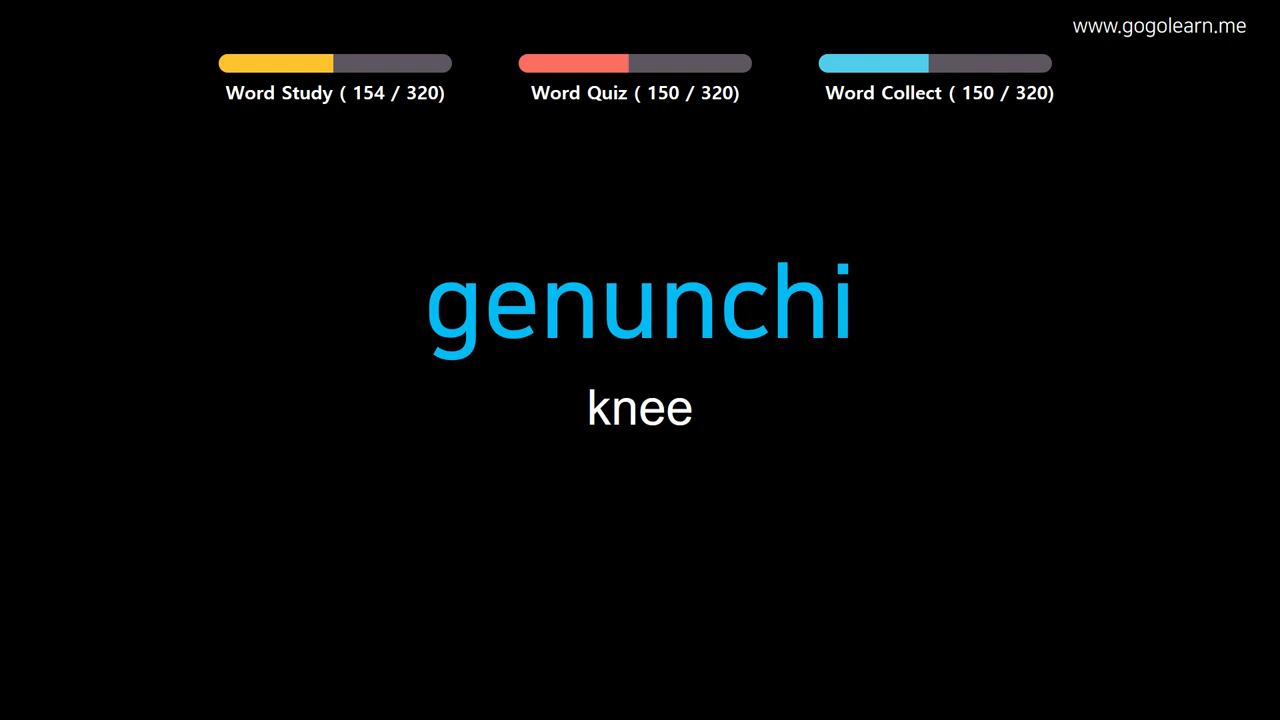 www.gogolearn.me
Word Study ( 154 / 320)
Word Quiz ( 150 / 320)
Word Collect ( 150 / 320)
genunchi
knee